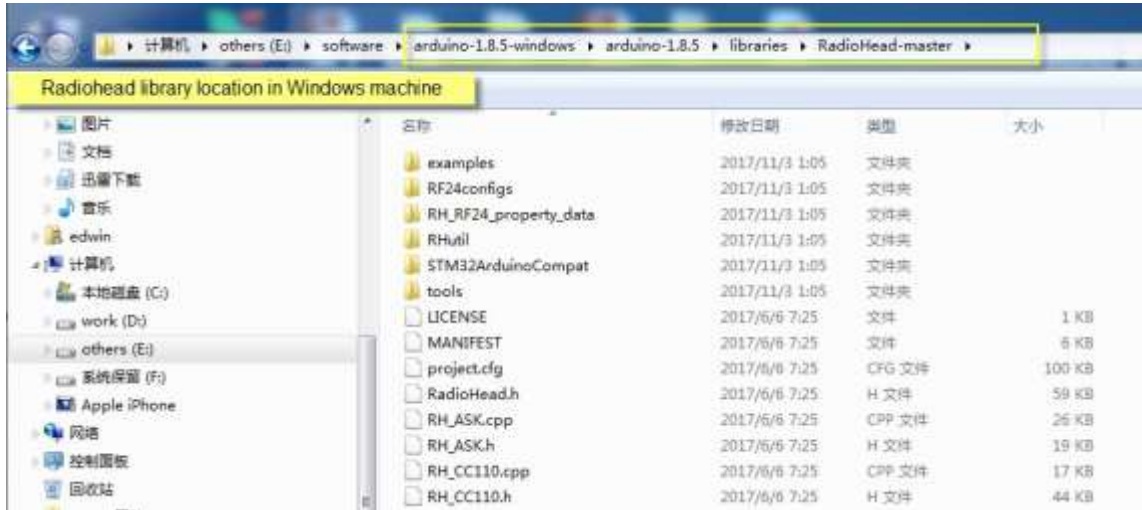 计算机 ▸ others (E:) ▸ software ▸ arduino-1.8.5-windows ▸ arduino-1.8.5 ▸ libraries ▸ RadioHead-master ▸
Radiohead library location in Windows machine
图片
文档
迅雷下载
音乐
edwin
计算机
本地磁盘 (C:)
work (D:)
others (E:)
系统保留 (F:)
Apple iPhone
网络
控制面板
回收站
名称 修改日期 类型 大小
examples 2017/11/3 1:05 文件夹
RF24configs 2017/11/3 1:05 文件夹
RH_RF24_property_data 2017/11/3 1:05 文件夹
RHutil 2017/11/3 1:05 文件夹
STM32ArduinoCompat 2017/11/3 1:05 文件夹
tools 2017/11/3 1:05 文件夹
LICENSE 2017/6/6 7:25 文件 1 KB
MANIFEST 2017/6/6 7:25 文件 6 KB
project.cfg 2017/6/6 7:25 CFG 文件 100 KB
RadioHead.h 2017/6/6 7:25 H 文件 59 KB
RH_ASK.cpp 2017/6/6 7:25 CPP 文件 26 KB
RH_ASK.h 2017/6/6 7:25 H 文件 19 KB
RH_CC110.cpp 2017/6/6 7:25 CPP 文件 17 KB
RH_CC110.h 2017/6/6 7:25 H 文件 44 KB